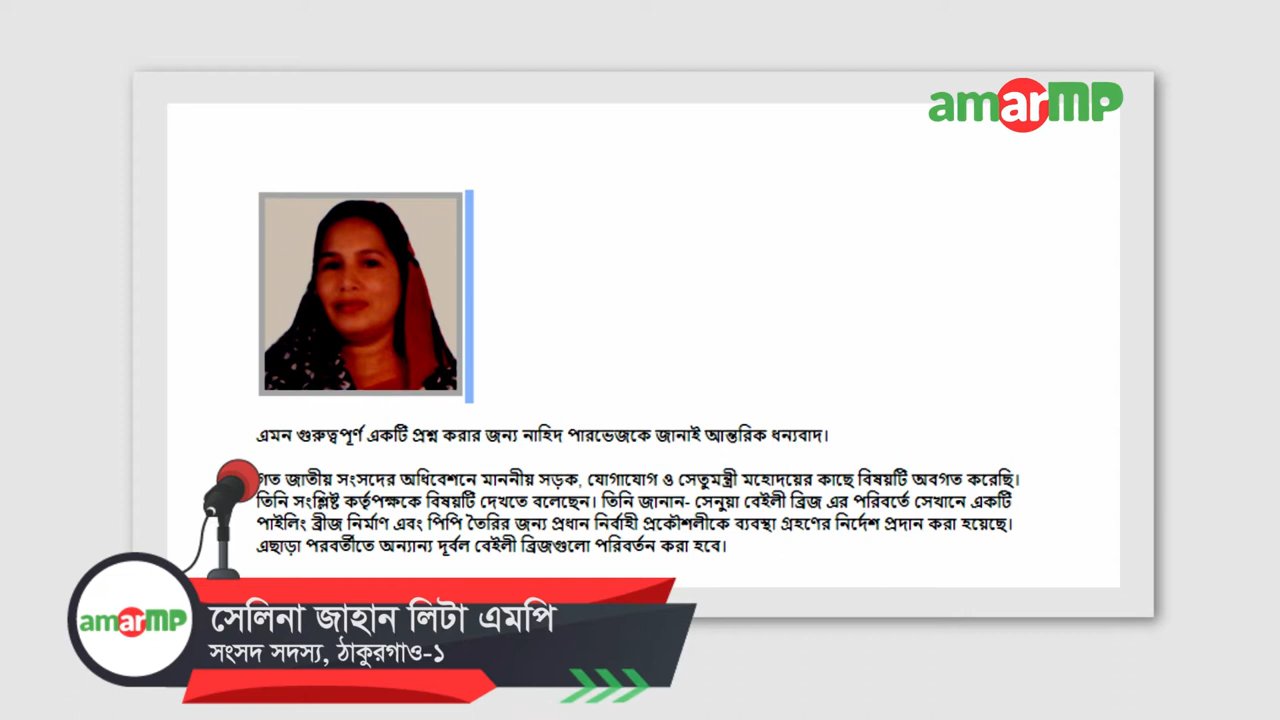 amarMP
এমন গুরুত্বপূর্ণ একটি প্রশ্ন করার জন্য নাহিদ পারভেজকে জানাই আন্তরিক ধন্যবাদ।
গত জাতীয় সংসদের অধিবেশনে মাননীয় সড়ক, যোগাযোগ ও সেতুমন্ত্রী মহোদয়ের কাছে বিষয়টি অবগত করেছি।
তিনি সংশ্লিষ্ট কর্তৃপক্ষকে বিষয়টি দেখতে বলেছেন। তিনি জানান- সেনুয়া বেইলী ব্রিজ এর পরিবর্তে সেখানে একটি
পাইলিং ব্রীজ নির্মাণ এবং পিপি তৈরির জন্য প্রধান নির্বাহী প্রকৌশলীকে ব্যবস্থা গ্রহণের নির্দেশ প্রদান করা হয়েছে।
এছাড়া পরবর্তীতে অন্যান্য দূর্বল বেইলী ব্রিজগুলো পরিবর্তন করা হবে।
amarMP
সেলিনা জাহান লিটা এমপি
সংসদ সদস্য, ঠাকুরগাও-১